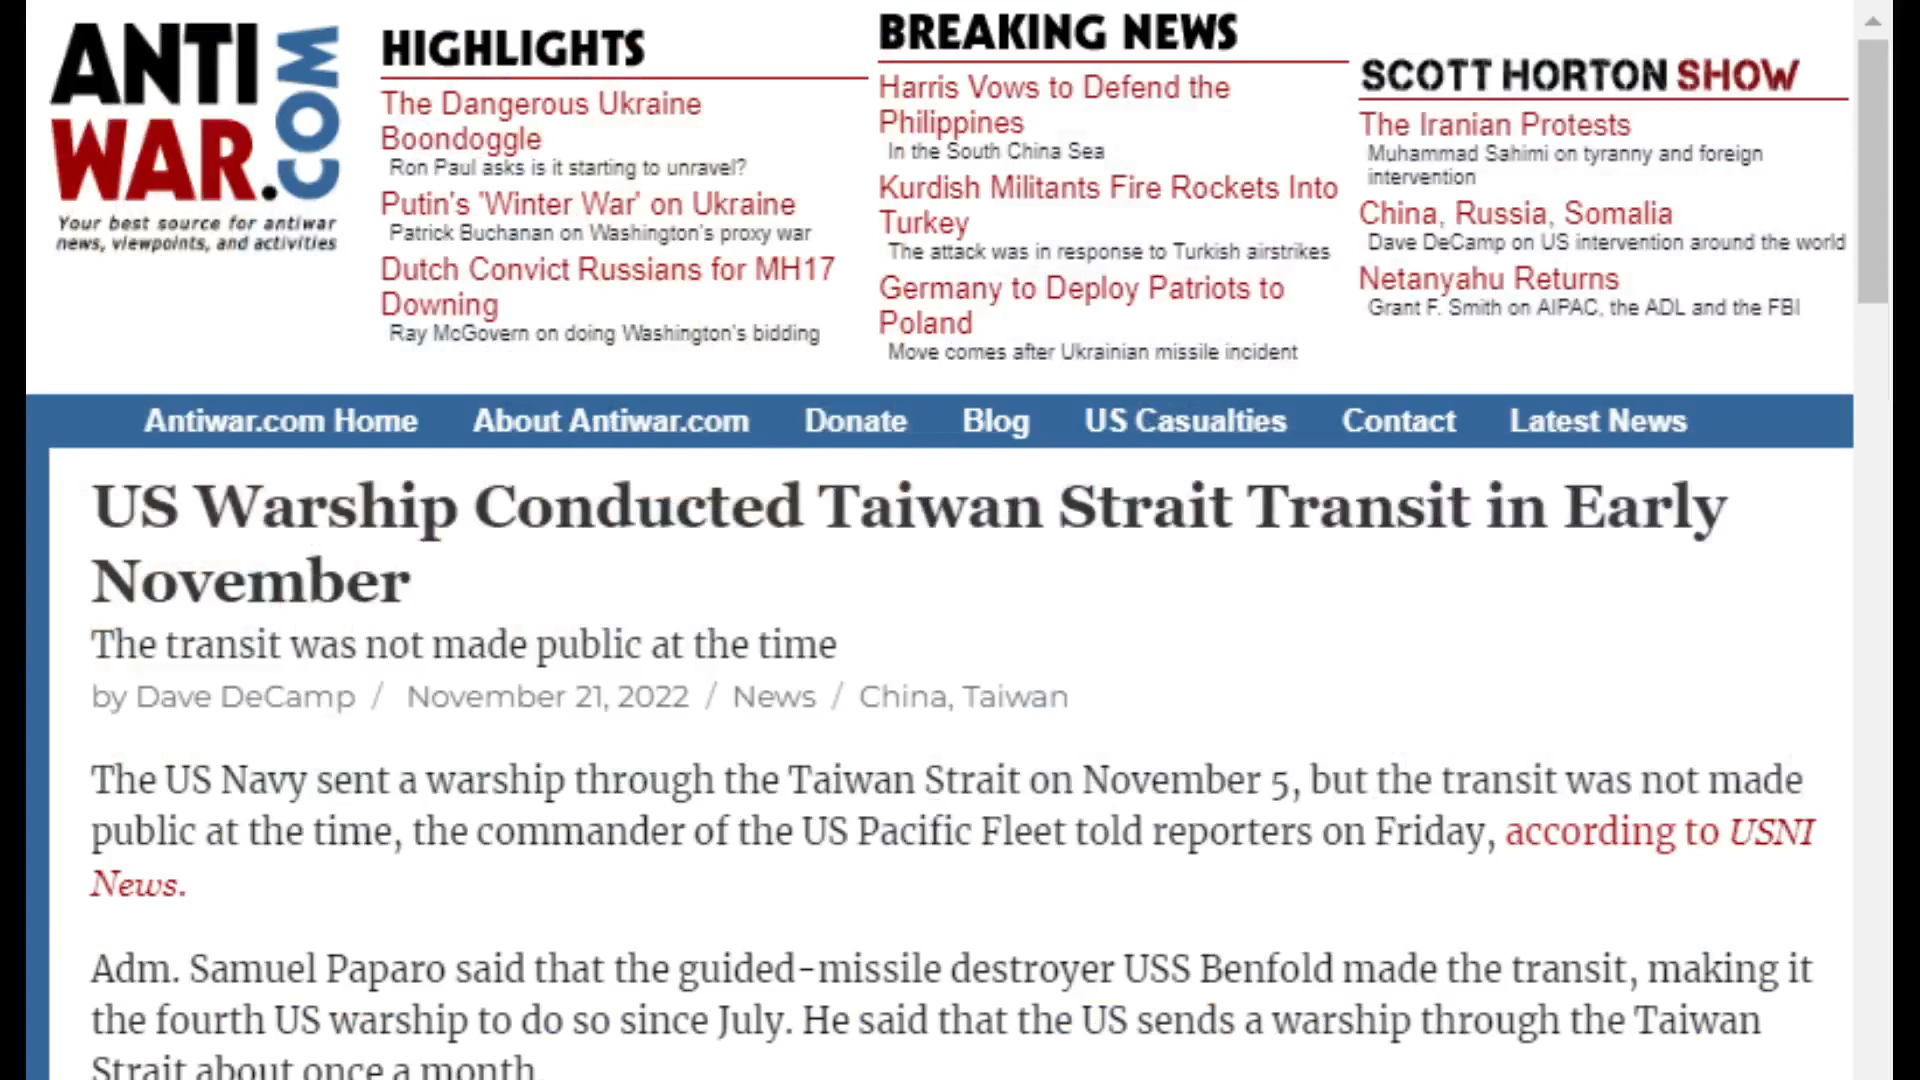 ANTI
WAR.COM
Your best source for antiwar
news, viewpoints, and activities
HIGHLIGHTS
The Dangerous Ukraine
Boondoggle
Ron Paul asks is it starting to unravel?
Putin's 'Winter War' on Ukraine
Patrick Buchanan on Washington's proxy war
Dutch Convict Russians for MH17
Downing
Ray McGovern on doing Washington's bidding
BREAKING NEWS
Harris Vows to Defend the
Philippines
In the South China Sea
Kurdish Militants Fire Rockets Into
Turkey
The attack was in response to Turkish airstrikes
Germany to Deploy Patriots to
Poland
Move comes after Ukrainian missile incident
SCOTT HORTON SHOW
The Iranian Protests
Muhammad Sahimi on tyranny and foreign
intervention
China, Russia, Somalia
Dave DeCamp on US intervention around the world
Netanyahu Returns
Grant F. Smith on AIPAC, the ADL and the FBI
Antiwar.com Home About Antiwar.com Donate Blog US Casualties Contact Latest News
US Warship Conducted Taiwan Strait Transit in Early
November
The transit was not made public at the time
by Dave DeCamp / November 21, 2022 / News / China, Taiwan
The US Navy sent a warship through the Taiwan Strait on November 5, but the transit was not made
public at the time, the commander of the US Pacific Fleet told reporters on Friday, according to USNI
News.
Adm. Samuel Paparo said that the guided-missile destroyer USS Benfold made the transit, making it
the fourth US warship to do so since July. He said that the US sends a warship through the Taiwan
Strait about once a month.